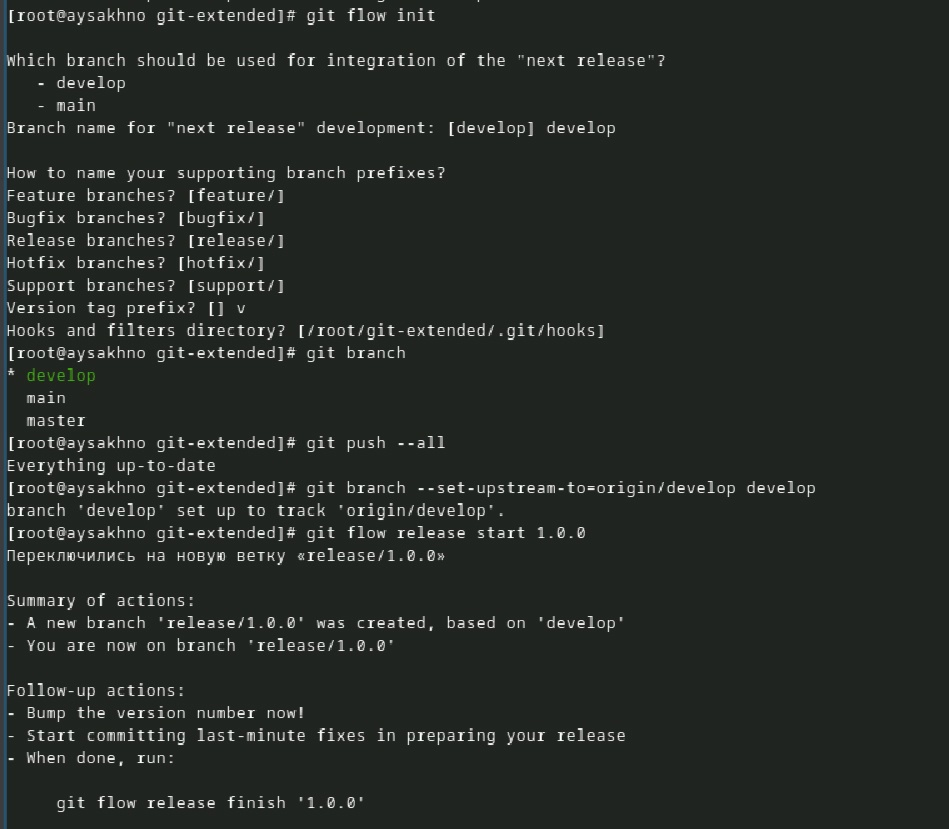 [root@aysakhno git-extended]# git flow init
Which branch should be used for integration of the "next release"?
- develop
- main
Branch name for "next release" development: [develop] develop
How to name your supporting branch prefixes?
Feature branches? [feature/]
Bugfix branches? [bugfix/]
Release branches? [release/]
Hotfix branches? [hotfix/]
Support branches? [support/]
Version tag prefix? [] v
Hooks and filters directory? [/root/git-extended/.git/hooks]
[root@aysakhno git-extended]# git branch
* develop
main
master
[root@aysakhno git-extended]# git push --all
Everything up-to-date
[root@aysakhno git-extended]# git branch --set-upstream-to=origin/develop develop
branch 'develop' set up to track 'origin/develop'.
[root@aysakhno git-extended]# git flow release start 1.0.0
Переключились на новую ветку «release/1.0.0»
Summary of actions:
- A new branch 'release/1.0.0' was created, based on 'develop'
- You are now on branch 'release/1.0.0'
Follow-up actions:
- Bump the version number now!
- Start committing last-minute fixes in preparing your release
- When done, run:
git flow release finish '1.0.0'